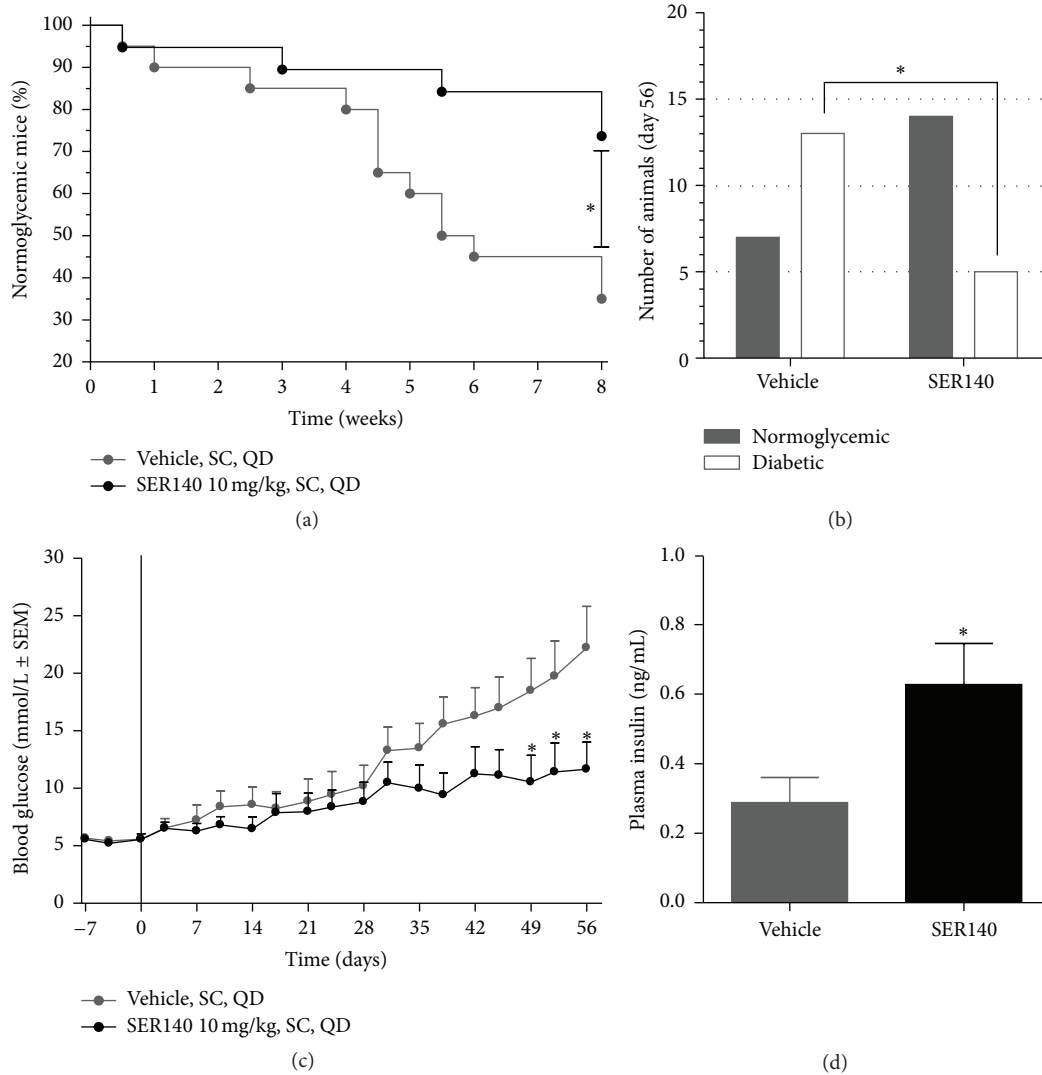 Normoglycemic mice (%)
100
90
80
70
60
50
40
30
20
*
0 1 2 3 4 5 6 7 8
Time (weeks)
Vehicle, SC, QD
SER140 10 mg/kg, SC, QD
(a)
Number of animals (day 56)
20
15
10
5
0
*
Vehicle SER140
Normoglycemic
Diabetic
(b)
Blood glucose (mmol/L ± SEM)
30
25
20
15
10
5
0
* * *
−7 0 7 14 21 28 35 42 49 56
Time (days)
Vehicle, SC, QD
SER140 10 mg/kg, SC, QD
(c)
Plasma insulin (ng/mL)
1.0
0.8
0.6
0.4
0.2
0.0
*
Vehicle SER140
(d)